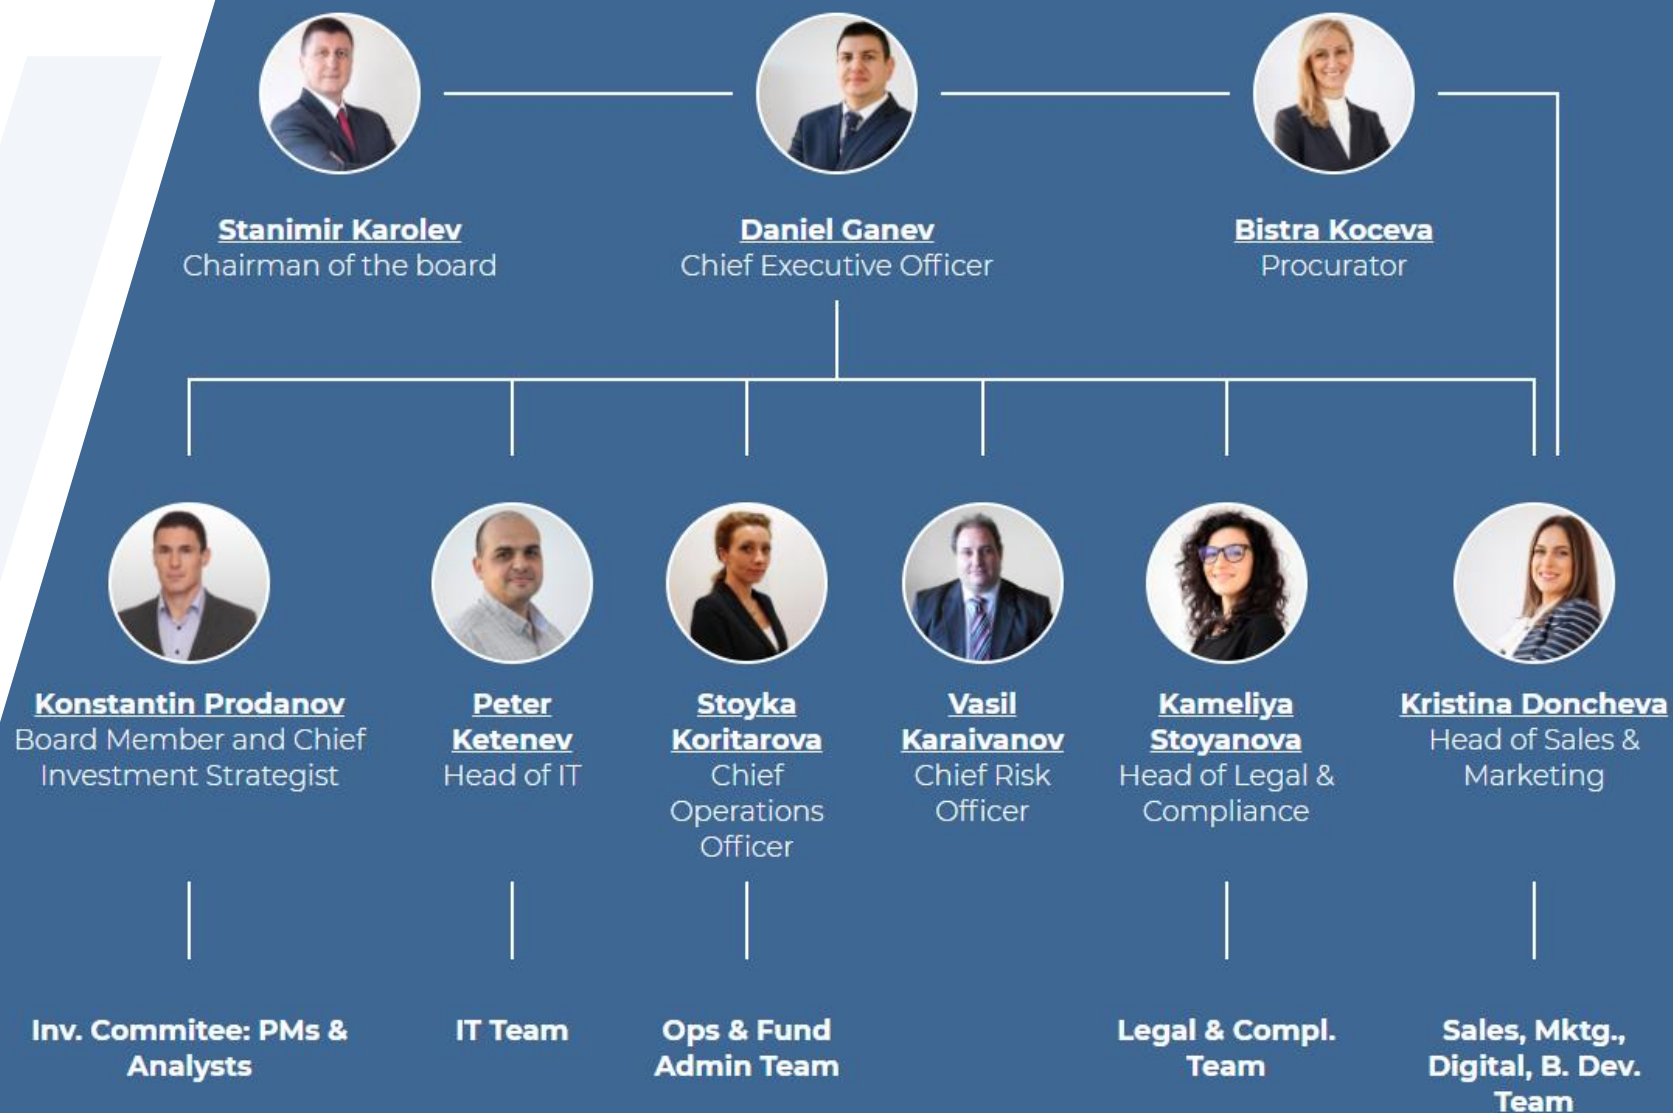 Stanimir Karolev
Chairman of the board
Daniel Ganev
Chief Executive Officer
Bistra Koceva
Procurator
Konstantin Prodanov
Board Member and Chief
Investment Strategist
Peter
Ketenev
Head of IT
Stoyka
Koritarova
Chief
Operations
Officer
Vasil
Karaivanov
Chief Risk
Officer
Kameliya
Stoyanova
Head of Legal &
Compliance
Kristina Doncheva
Head of Sales &
Marketing
Inv. Commitee: PMs &
Analysts
IT Team
Ops & Fund
Admin Team
Legal & Compl.
Team
Sales, Mktg.,
Digital, B. Dev.
Team